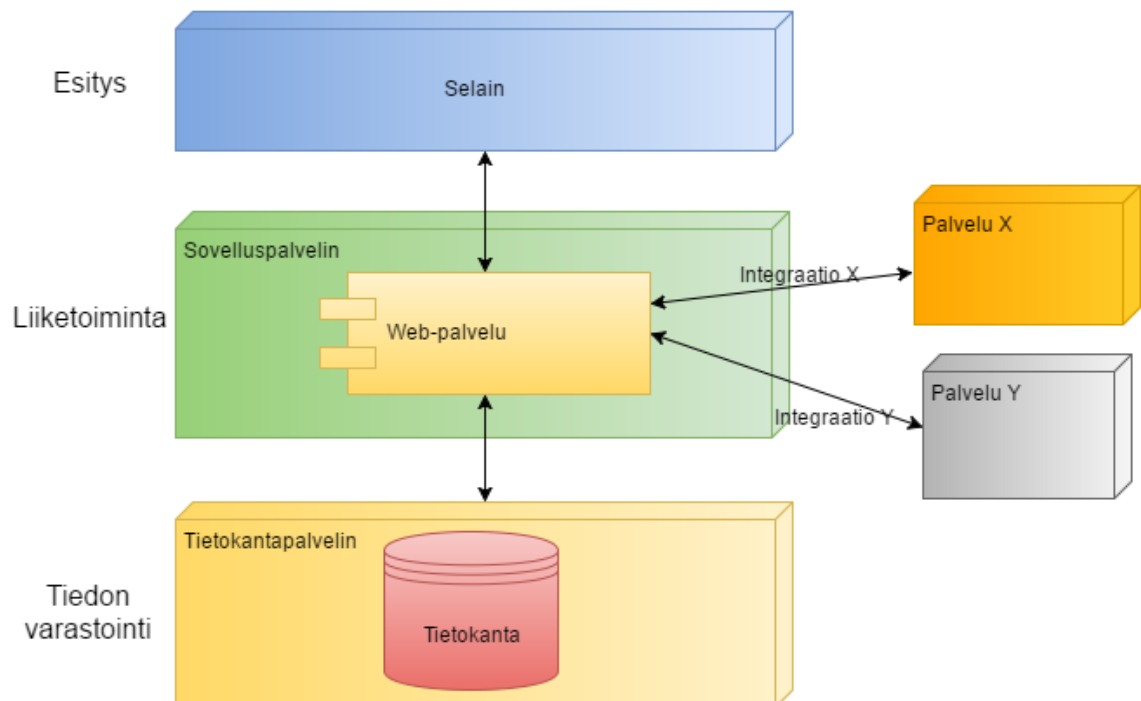 Esitys
Selain
Sovelluspalvelin
Palvelu X
Integraatio X
Liiketoiminta
Web-palvelu
Palvelu Y
Integraatio Y
Tietokantapalvelin
Tiedon
varastointi
Tietokanta